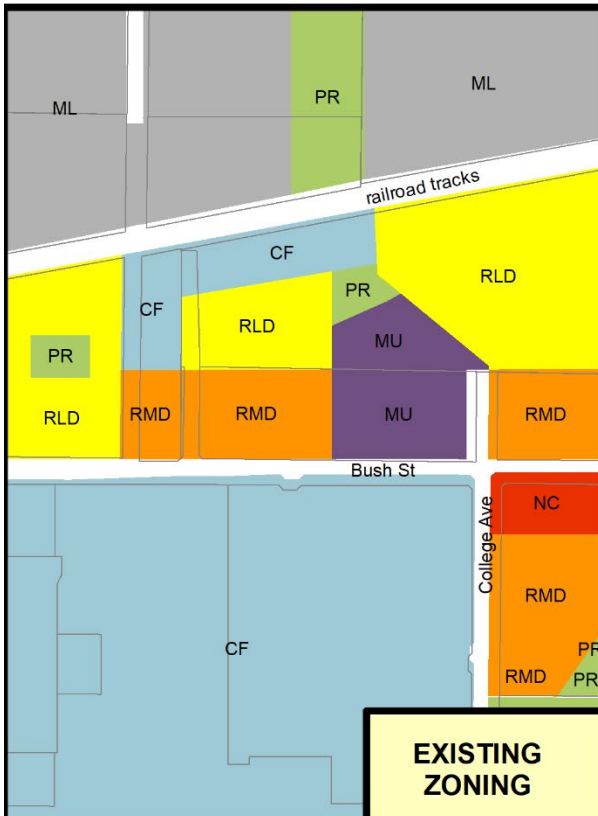 ML
PR
ML
railroad tracks
CF
CF
PR
RLD
RLD
MU
PR
RLD
RMD
RMD
MU
RMD
Bush St
College Ave
NC
RMD
CF
PR
RMD
PR
EXISTING
ZONING